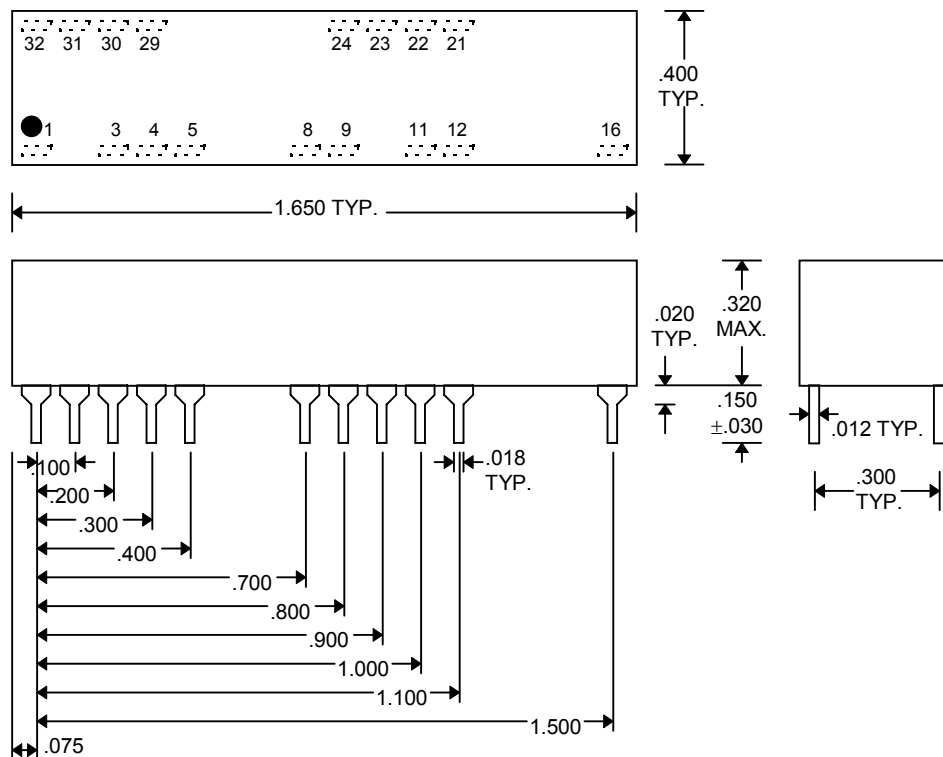 32 31 30 29 24 23 22 21
.400
TYP.
1 3 4 5 8 9 11 12 16
1.650 TYP.
.020
TYP.
.320
MAX.
.150
±.030
.012 TYP.
.100
.018
TYP.
.300
TYP.
.200
.300
.400
.700
.800
.900
1.000
1.100
1.500
.075